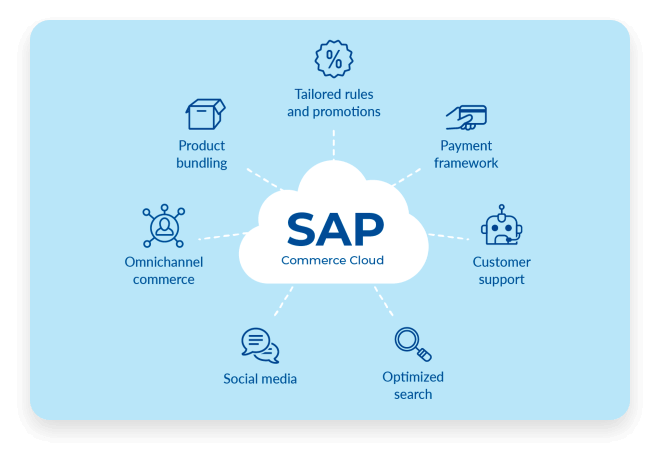 %
Tailored rules
and promotions
Product
bundling
Payment
framework
SAP
Commerce Cloud
Omnichannel
commerce
Customer
support
Social media
Optimized
search